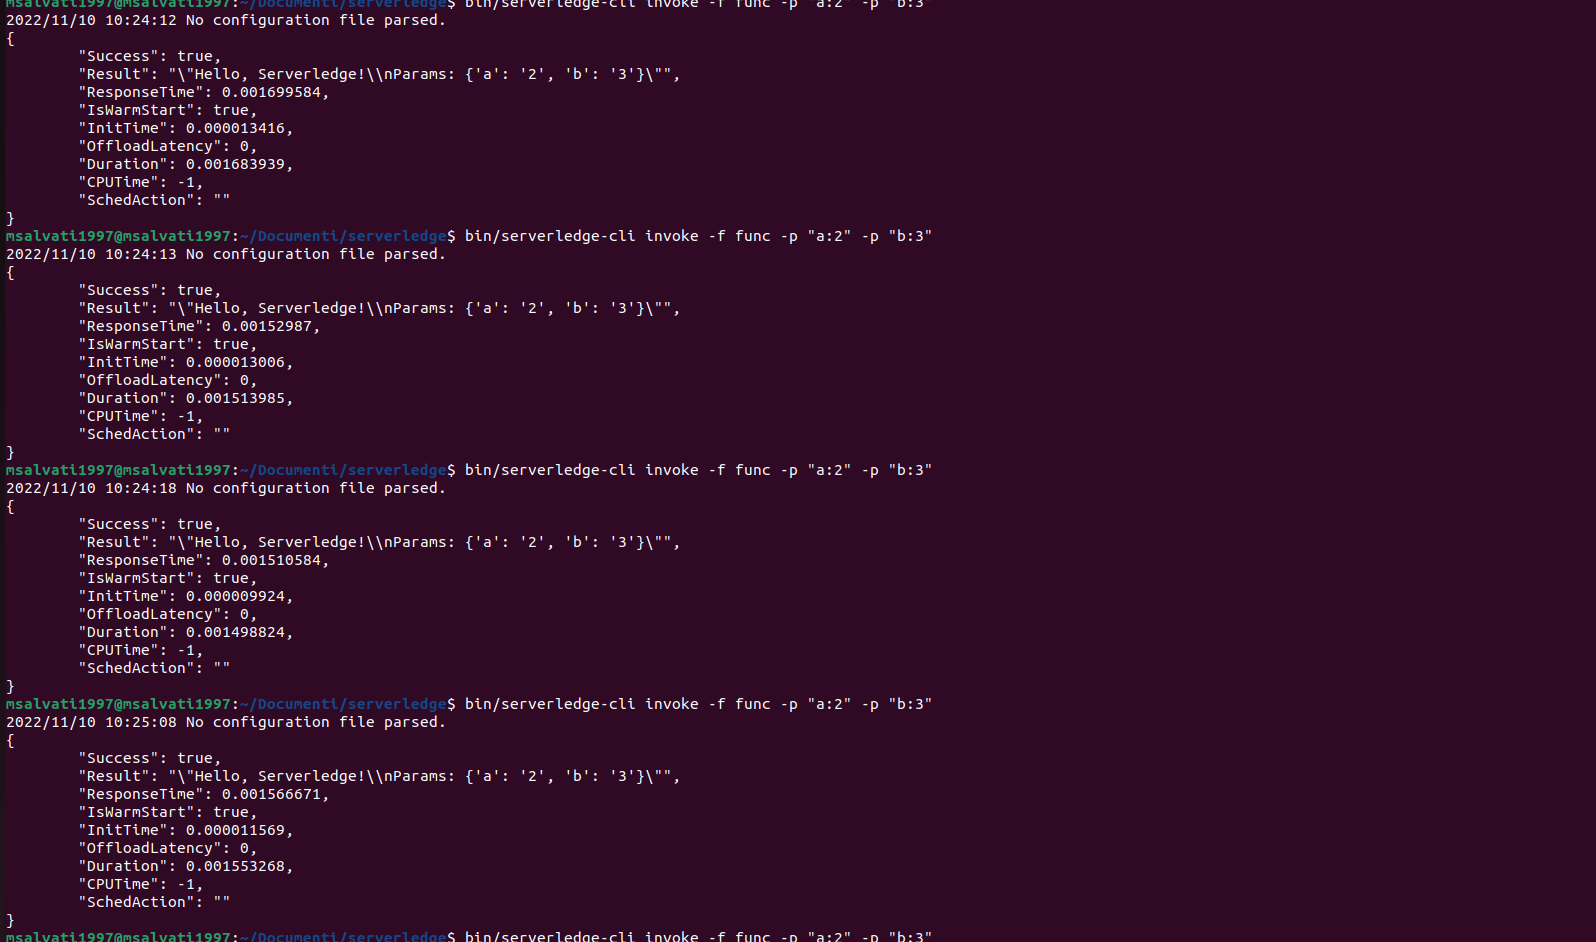 msalvati1997@msalvati1997:~/Documenti/serverledge$ bin/serverledge-cli invoke -f func -p "a:2" -p "b:3"
2022/11/10 10:24:12 No configuration file parsed.
{
        "Success": true,
        "Result": "\"Hello, Serverledge!\\nParams: {'a': '2', 'b': '3'}\"",
        "ResponseTime": 0.001699584,
        "IsWarmStart": true,
        "InitTime": 0.000013416,
        "OffloadLatency": 0,
        "Duration": 0.001683939,
        "CPUTime": -1,
        "SchedAction": ""
}
msalvati1997@msalvati1997:~/Documenti/serverledge$ bin/serverledge-cli invoke -f func -p "a:2" -p "b:3"
2022/11/10 10:24:13 No configuration file parsed.
{
        "Success": true,
        "Result": "\"Hello, Serverledge!\\nParams: {'a': '2', 'b': '3'}\"",
        "ResponseTime": 0.00152987,
        "IsWarmStart": true,
        "InitTime": 0.000013006,
        "OffloadLatency": 0,
        "Duration": 0.001513985,
        "CPUTime": -1,
        "SchedAction": ""
}
msalvati1997@msalvati1997:~/Documenti/serverledge$ bin/serverledge-cli invoke -f func -p "a:2" -p "b:3"
2022/11/10 10:24:18 No configuration file parsed.
{
        "Success": true,
        "Result": "\"Hello, Serverledge!\\nParams: {'a': '2', 'b': '3'}\"",
        "ResponseTime": 0.001510584,
        "IsWarmStart": true,
        "InitTime": 0.000009924,
        "OffloadLatency": 0,
        "Duration": 0.001498824,
        "CPUTime": -1,
        "SchedAction": ""
}
msalvati1997@msalvati1997:~/Documenti/serverledge$ bin/serverledge-cli invoke -f func -p "a:2" -p "b:3"
2022/11/10 10:25:08 No configuration file parsed.
{
        "Success": true,
        "Result": "\"Hello, Serverledge!\\nParams: {'a': '2', 'b': '3'}\"",
        "ResponseTime": 0.001566671,
        "IsWarmStart": true,
        "InitTime": 0.000011569,
        "OffloadLatency": 0,
        "Duration": 0.001553268,
        "CPUTime": -1,
        "SchedAction": ""
}
msalvati1997@msalvati1997:~/Documenti/serverledge$ bin/serverledge-cli invoke -f func -p "a:2" -p "b:3"